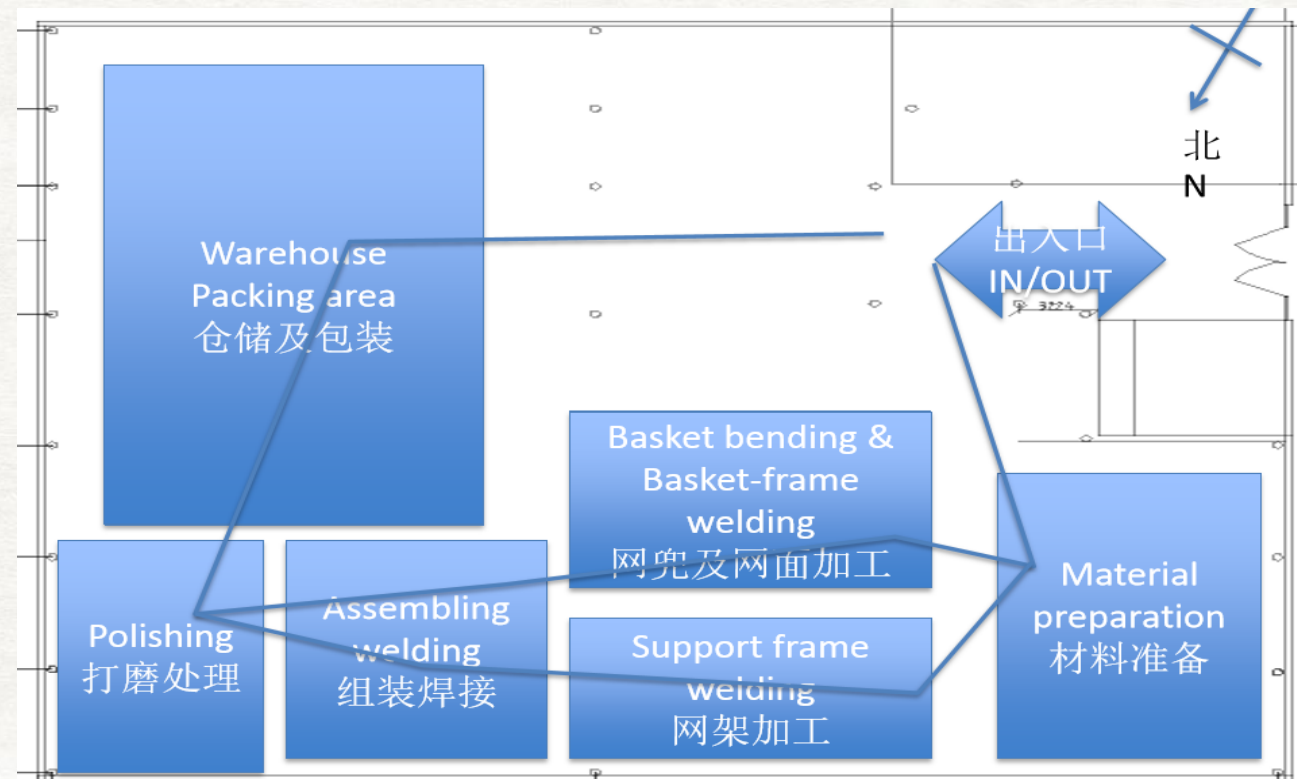 北
N
出入口
IN/OUT
3224
Warehouse
Packing area
仓储及包装
Basket bending &
Basket-frame
welding
网兜及网面加工
Material
preparation
材料准备
Polishing
打磨处理
Assembling
welding
组装焊接
Support frame
welding
网架加工